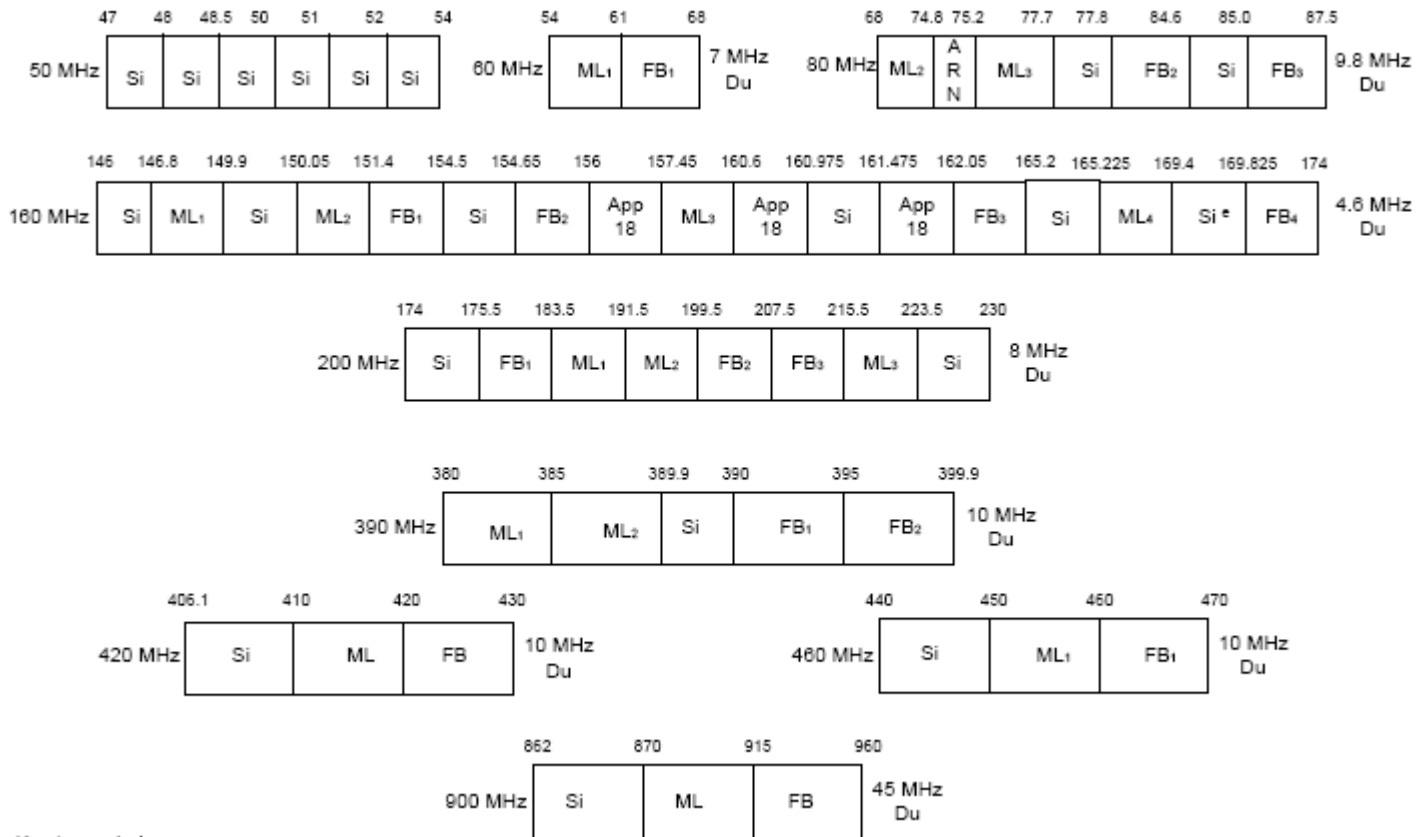 47 48 48.5 50 51 52 54
50 MHz Si Si Si Si Si Si
54 61 68
60 MHz ML₁ FB₁ 7 MHz Du
68 74.8 75.2 77.7 77.8 84.6 85.0 87.5
80 MHz ML₂ ARN ML₃ Si FB₂ Si FB₃ 9.8 MHz Du
146 146.8 149.9 150.05 151.4 154.5 154.65 156 157.45 160.6 160.975 161.475 162.05 165.2 165.225 169.4 169.825 174
160 MHz Si ML₁ Si ML₂ FB₁ Si FB₂ App 18 ML₃ App 18 Si App 18 FB₃ Si ML₄ Si ᵉ FB₄ 4.6 MHz Du
174 175.5 183.5 191.5 199.5 207.5 215.5 223.5 230
200 MHz Si FB₁ ML₁ ML₂ FB₂ FB₃ ML₃ Si 8 MHz Du
380 385 389.9 390 395 399.9
390 MHz ML₁ ML₂ Si FB₁ FB₂ 10 MHz Du
406.1 410 420 430
420 MHz Si ML FB 10 MHz Du
440 450 460 470
460 MHz Si ML₁ FB₁ 10 MHz Du
862 870 915 960
900 MHz Si ML FB 45 MHz Du